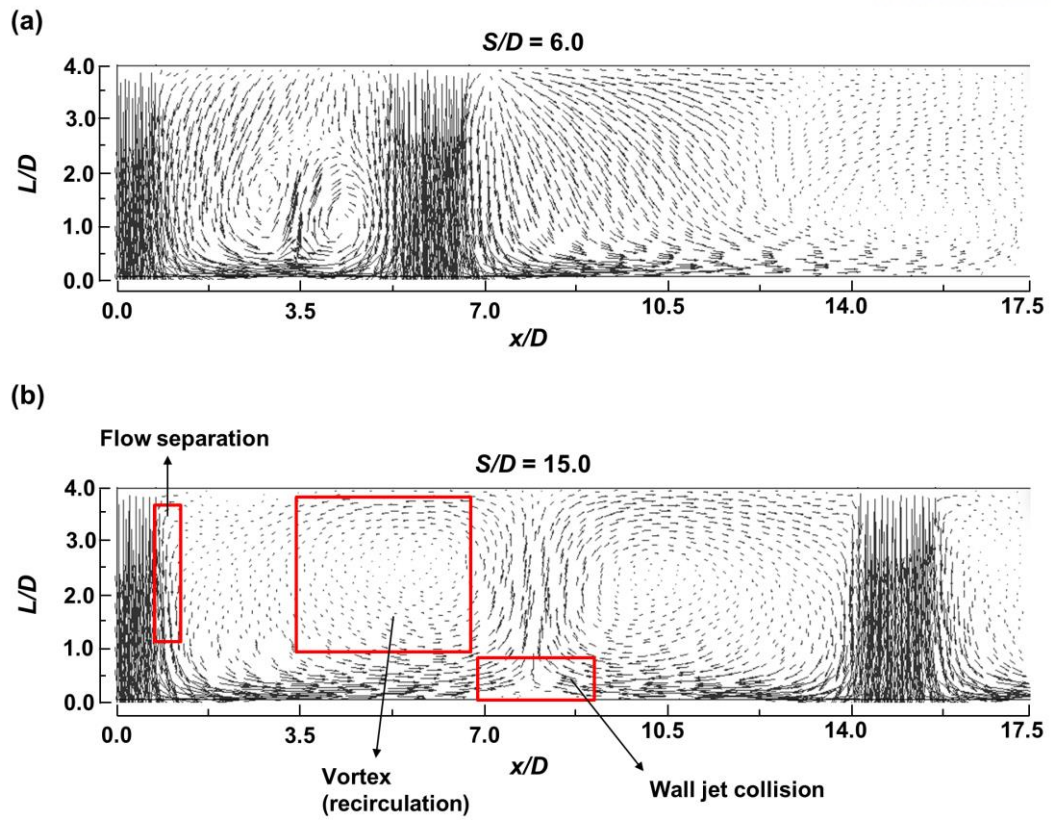 (a)
S/D = 6.0
4.0
3.0
2.0
1.0
0.0
L/D
0.0 3.5 7.0 10.5 14.0 17.5
x/D
(b)
Flow separation
S/D = 15.0
4.0
3.0
2.0
1.0
0.0
L/D
0.0 3.5 7.0 10.5 14.0 17.5
x/D
Vortex
(recirculation)
Wall jet collision